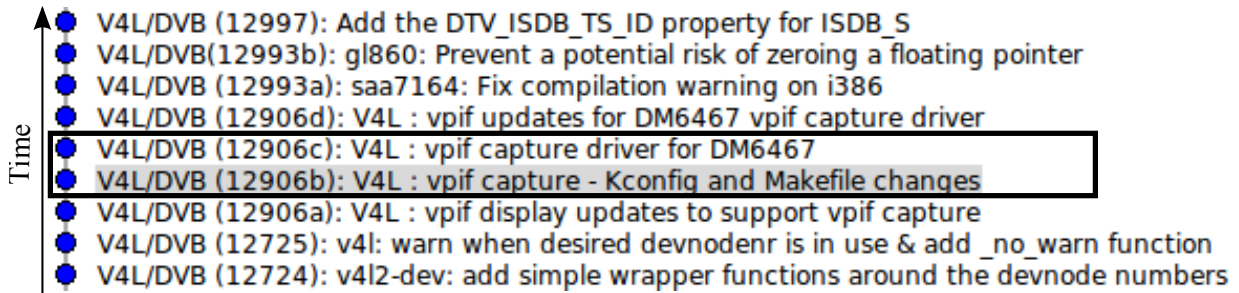 Time
V4L/DVB (12997): Add the DTV_ISDB_TS_ID property for ISDB_S
V4L/DVB(12993b): gl860: Prevent a potential risk of zeroing a floating pointer
V4L/DVB (12993a): saa7164: Fix compilation warning on i386
V4L/DVB (12906d): V4L : vpif updates for DM6467 vpif capture driver
V4L/DVB (12906c): V4L : vpif capture driver for DM6467
V4L/DVB (12906b): V4L : vpif capture - Kconfig and Makefile changes
V4L/DVB (12906a): V4L : vpif display updates to support vpif capture
V4L/DVB (12725): v4l: warn when desired devnodenr is in use & add _no_warn function
V4L/DVB (12724): v4l2-dev: add simple wrapper functions around the devnode numbers